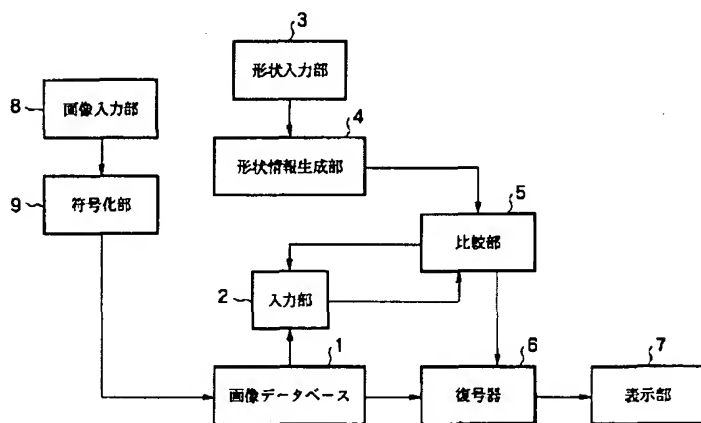 3
形状入力部
8
画像入力部
4
形状情報生成部
9
符号化部
5
比較部
2
入力部
1
画像データベース
6
復号器
7
表示部